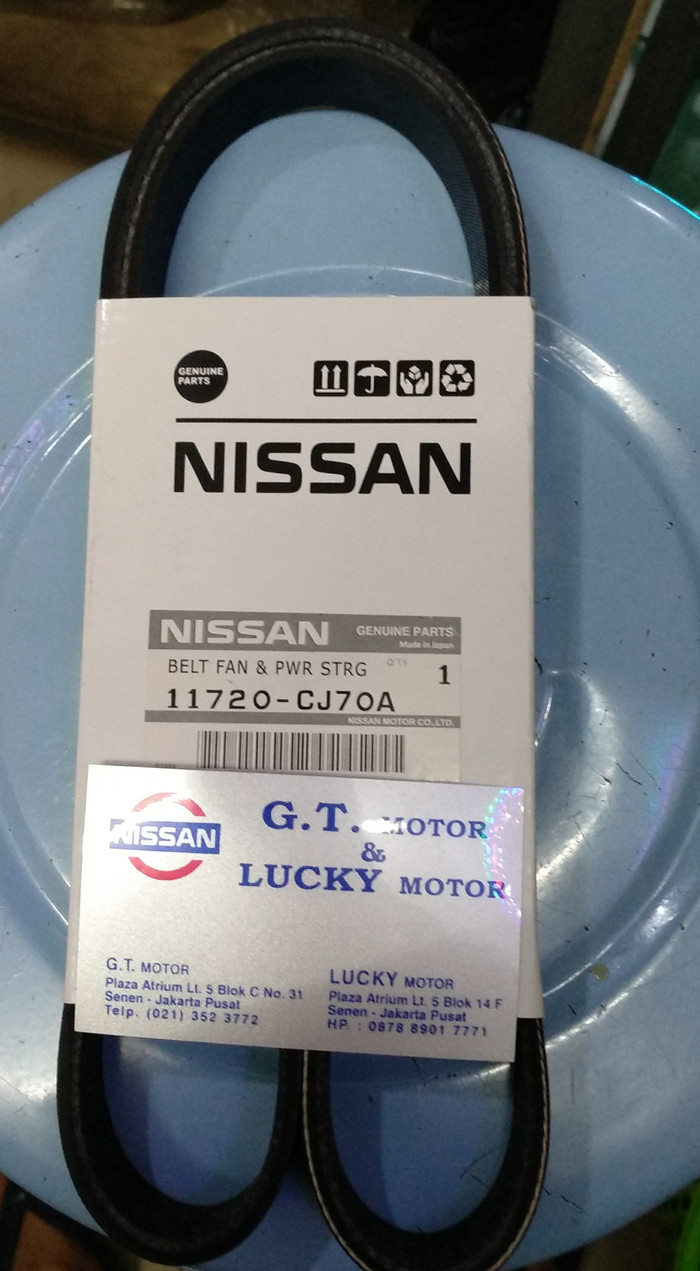 GENUINE
PARTS
NISSAN
NISSAN GENUINE PARTS
Made in Japan
BELT FAN & PWR STRG QTY 1
11720-CJ70A
NISSAN MOTOR CO.,LTD.
NISSAN
G.T. MOTOR
&
LUCKY MOTOR
G.T. MOTOR
Plaza Atrium Lt. 5 Blok C No. 31
Senen - Jakarta Pusat
Telp. (021) 352 3772
LUCKY MOTOR
Plaza Atrium Lt. 5 Blok 14 F
Senen - Jakarta Pusat
HP. : 0878 8901 7771